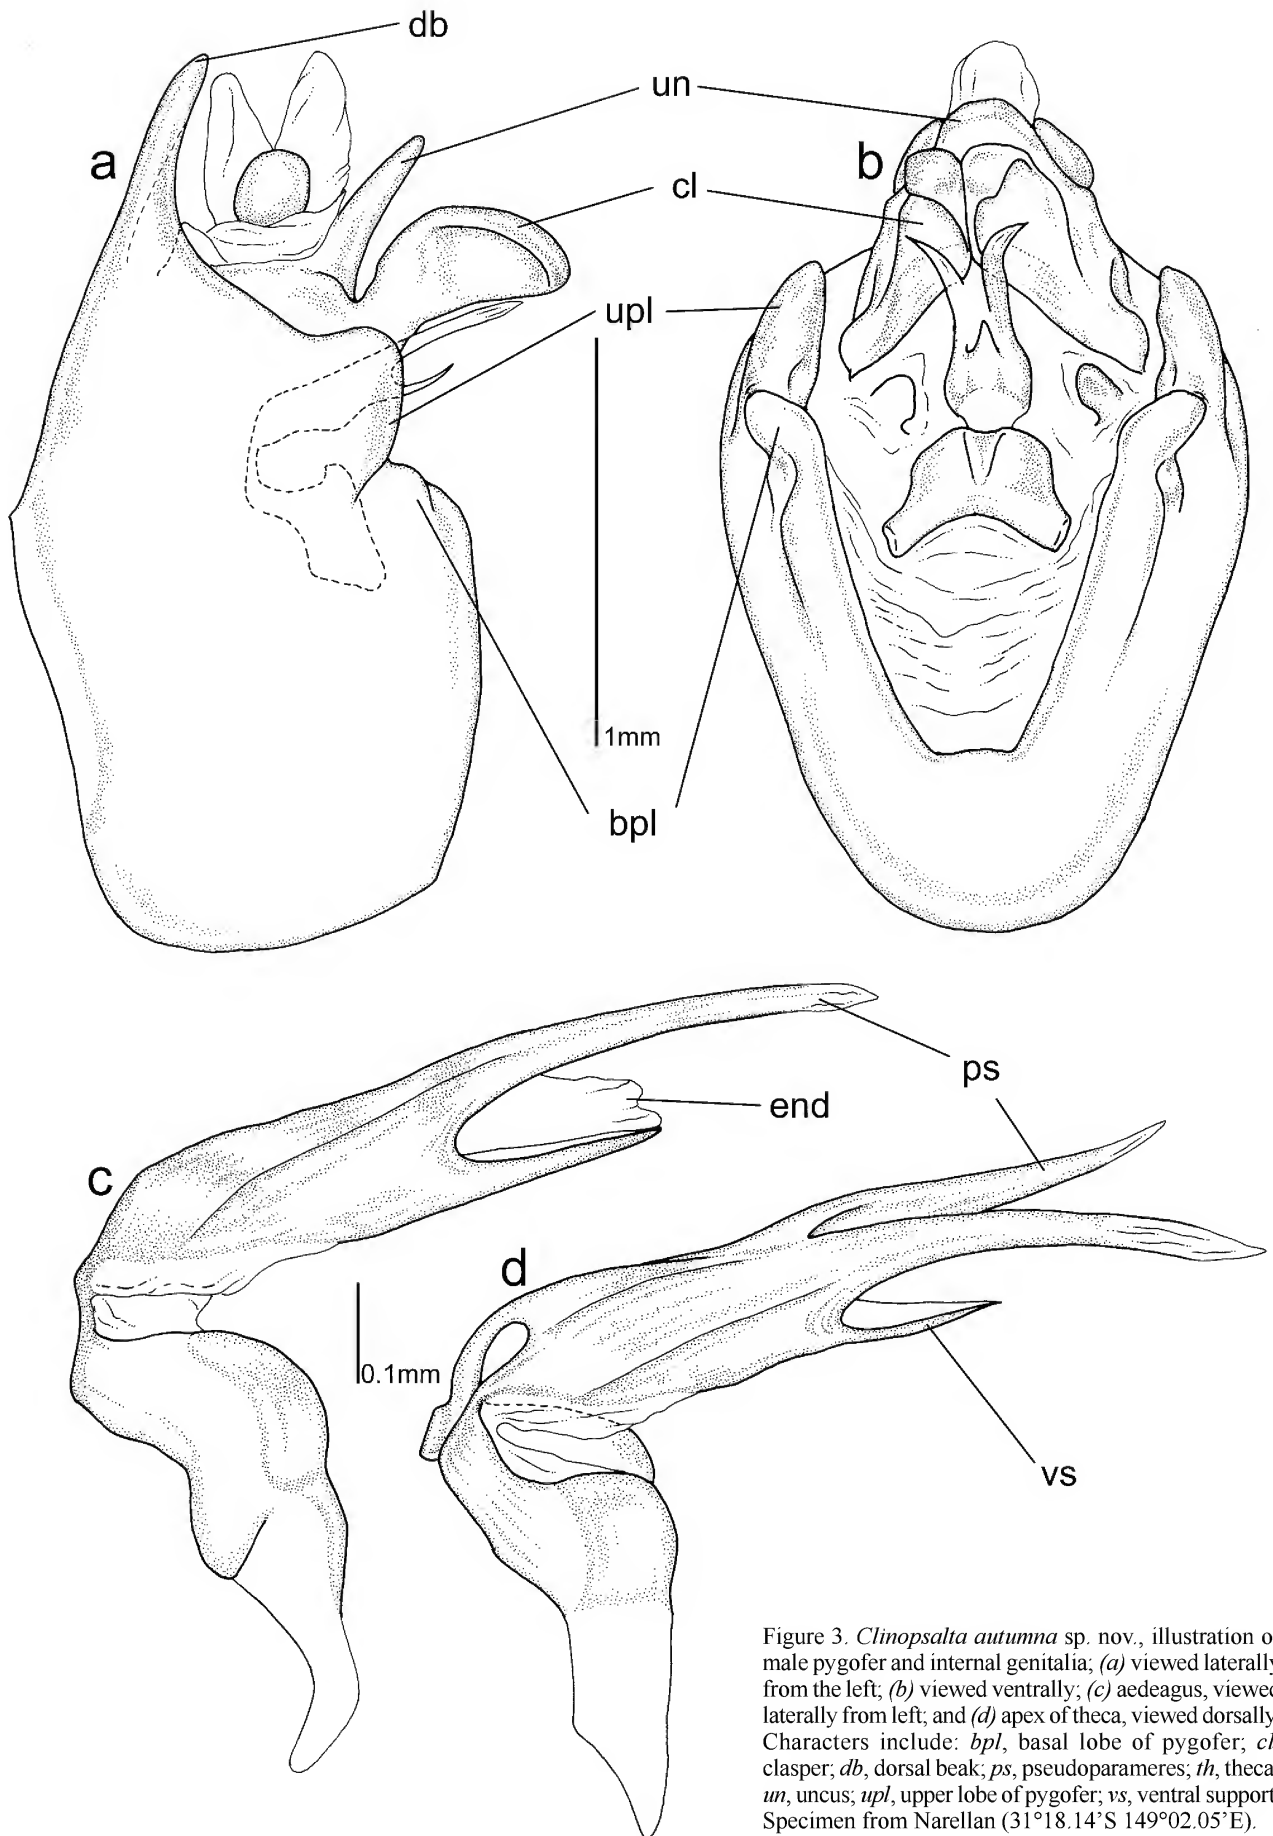 db
un
a
b
cl
upl
1mm
bpl
ps
end
c
d
0.1mm
vs
Figure 3. Clinopsalta autumna sp. nov., illustration o
male pygofer and internal genitalia; (a) viewed laterally
from the left; (b) viewed ventrally; (c) aedeagus, viewed
laterally from left; and (d) apex of theca, viewed dorsally
Characters include: bpl, basal lobe of pygofer; cl
clasper; db, dorsal beak; ps, pseudoparameres; th, theca
un, uncus; upl, upper lobe of pygofer; vs, ventral support
Specimen from Narellan (31°18.14’S 149°02.05’E).